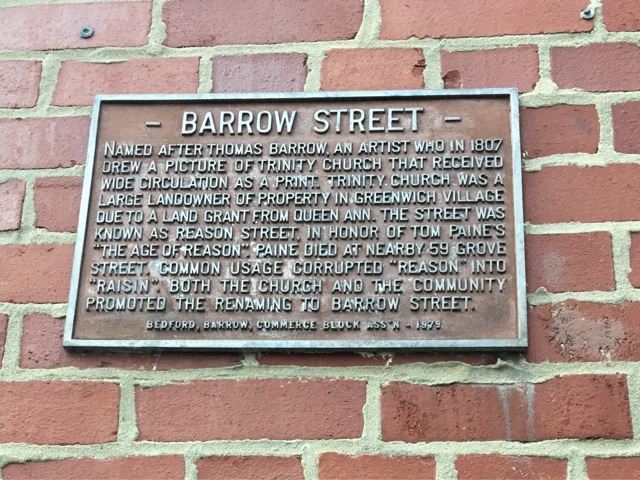 - BARROW STREET -
NAMED AFTER THOMAS BARROW, AN ARTIST WHO IN 1807
DREW A PICTURE OF TRINITY CHURCH THAT RECEIVED
WIDE CIRCULATION AS A PRINT. TRINITY CHURCH WAS A
LARGE LANDOWNER OF PROPERTY IN GREENWICH VILLAGE
DUE TO A LAND GRANT FROM QUEEN ANN. THE STREET WAS
KNOWN AS REASON STREET, IN HONOR OF TOM PAINE'S
"THE AGE OF REASON". PAINE DIED AT NEARBY 59 GROVE
STREET. COMMON USAGE CORRUPTED "REASON" INTO
"RAISIN". BOTH THE CHURCH AND THE COMMUNITY
PROMOTED THE RENAMING TO BARROW STREET.
BEDFORD, BARROW, COMMERCE BLOCK ASS'N - 1979